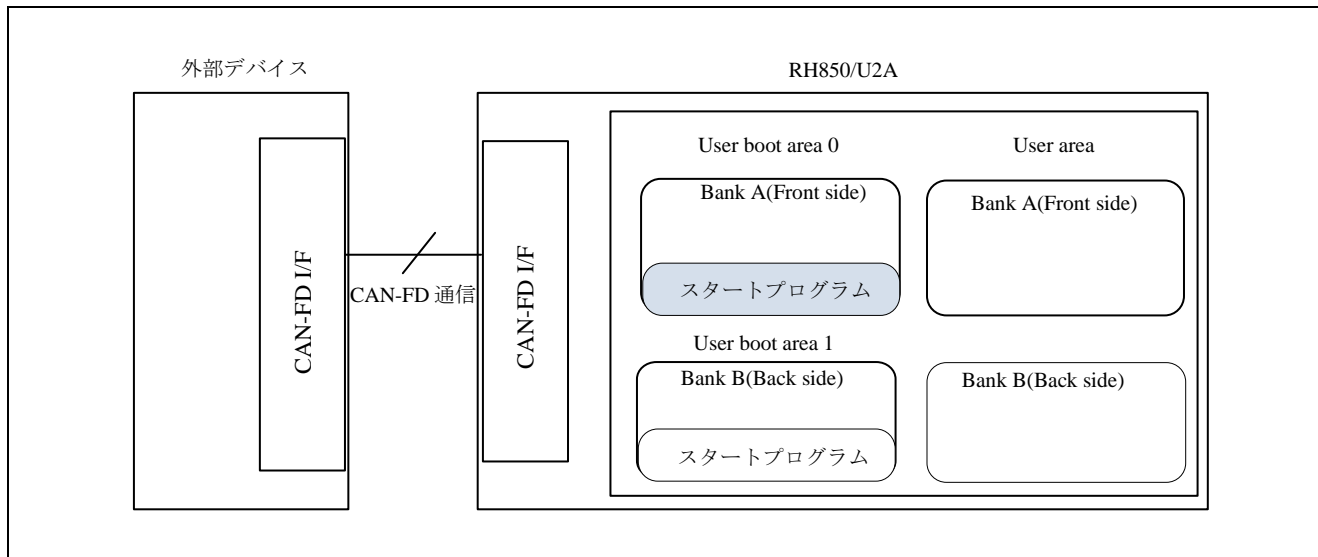 外部デバイス
RH850/U2A
CAN-FD I/F
CAN-FD 通信
CAN-FD I/F
User boot area 0
User area
Bank A(Front side)
スタートプログラム
Bank A(Front side)
User boot area 1
Bank B(Back side)
スタートプログラム
Bank B(Back side)